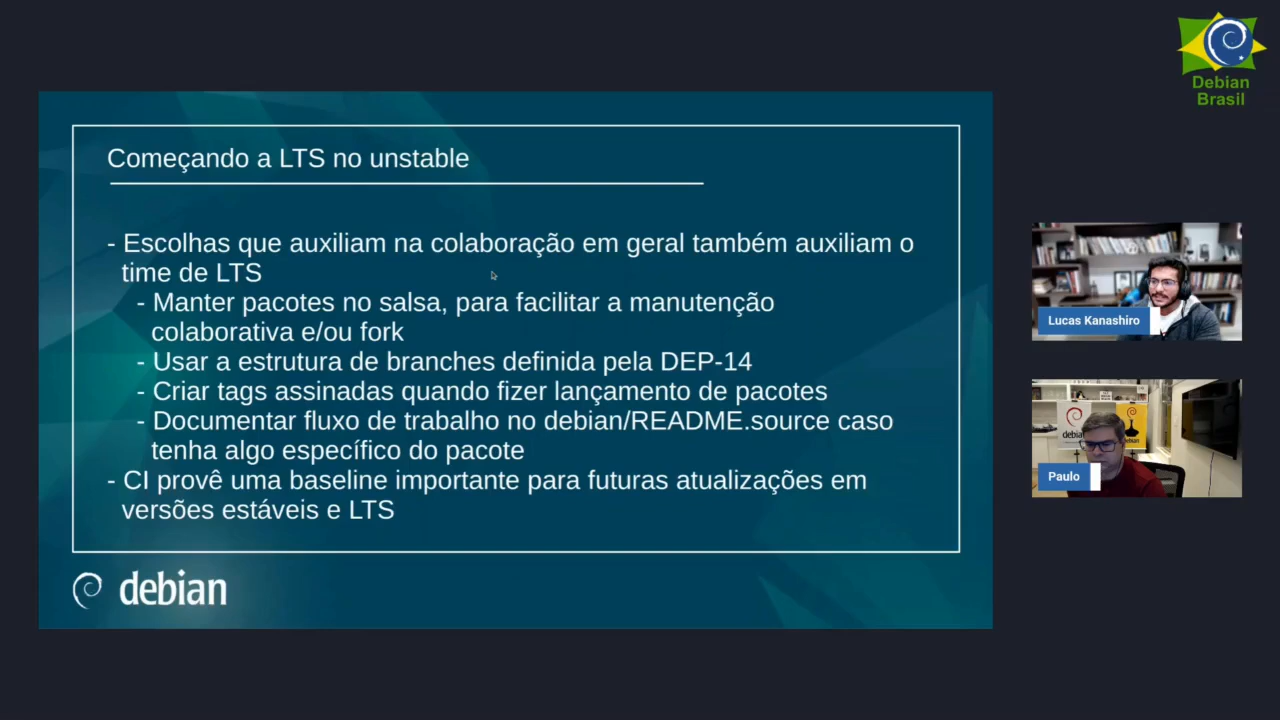 Debian
Brasil
Começando a LTS no unstable
- Escolhas que auxiliam na colaboração em geral também auxiliam o
time de LTS
- Manter pacotes no salsa, para facilitar a manutenção
colaborativa e/ou fork
- Usar a estrutura de branches definida pela DEP-14
- Criar tags assinadas quando fizer lançamento de pacotes
- Documentar fluxo de trabalho no debian/README.source caso
tenha algo específico do pacote
- CI provê uma baseline importante para futuras atualizações em
versões estáveis e LTS
debian
Lucas Kanashiro
debian
debian
Paulo